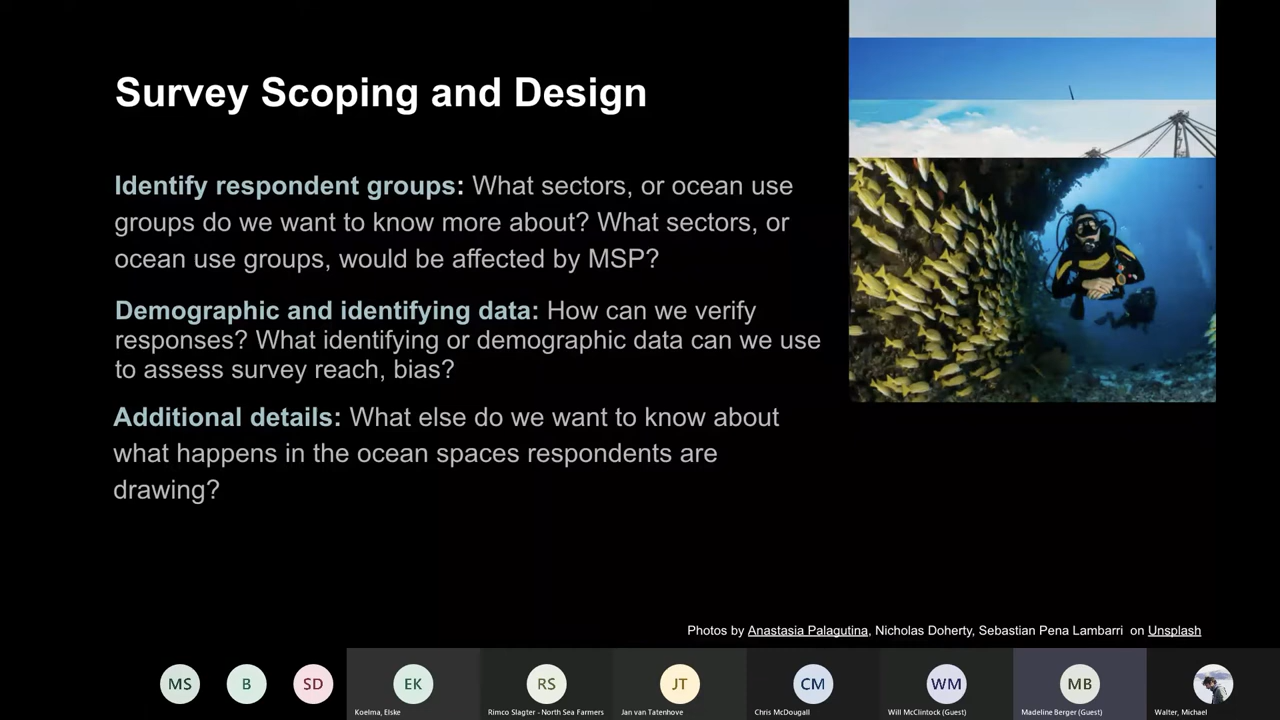 Survey Scoping and Design
Identify respondent groups: What sectors, or ocean use
groups do we want to know more about? What sectors, or
ocean use groups, would be affected by MSP?
Demographic and identifying data: How can we verify
responses? What identifying or demographic data can we use
to assess survey reach, bias?
Additional details: What else do we want to know about
what happens in the ocean spaces respondents are
drawing?
Photos by Anastasia Palagutina, Nicholas Doherty, Sebastian Pena Lambarri on Unsplash
MS B SD EK RS JT CM WM MB
Koelma, Elske Rimco Slagter - North Sea Farmers Jan van Tatenhove Chris McDougall Will McClintock (Guest) Madeline Berger (Guest) Walter, Michael